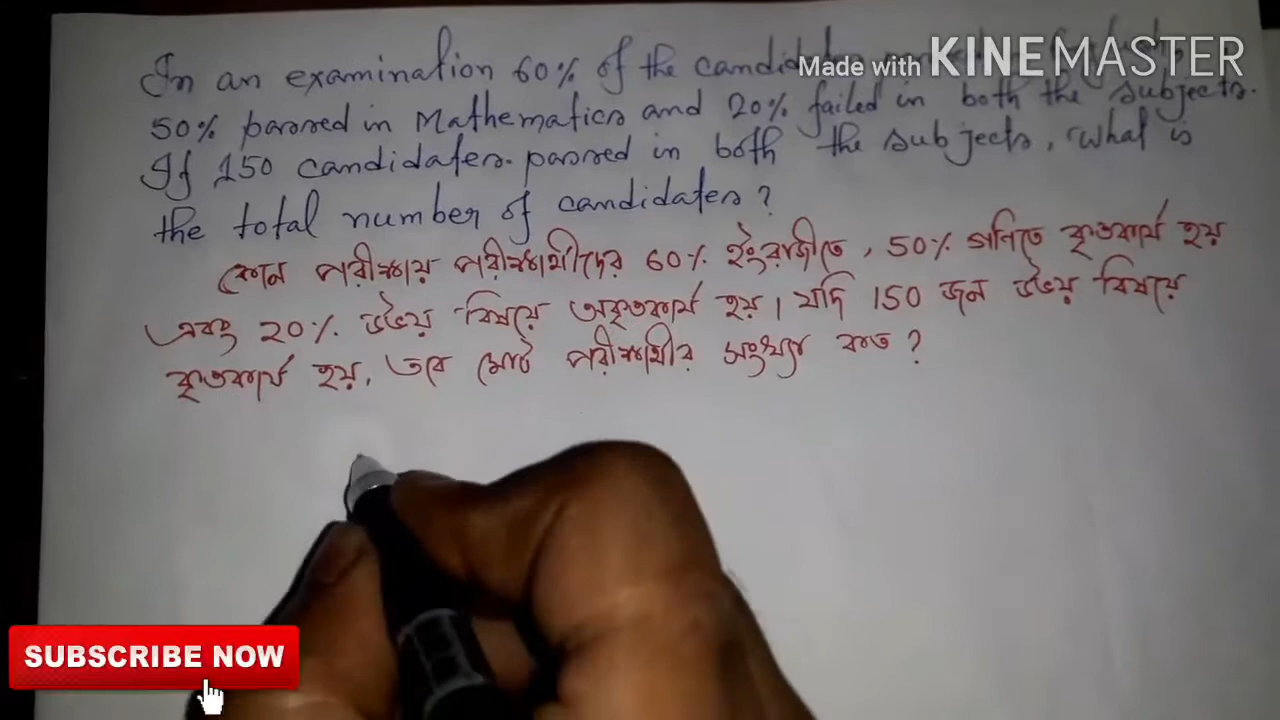 In an examination 60% of the
50% passed in Mathematics and 20% failed in both the subjects.
If 150 candidates passed in both the subjects, what is
the total number of candidates?
কোন পরীক্ষায় পরীক্ষার্থীদের 60% ইংরাজীতে, 50% গণিতে কৃতকার্য হয়
এবং 20% উভয় বিষয়ে অকৃতকার্য হয়। যদি 150 জন উভয় বিষয়ে
কৃতকার্য হয়, তবে মোট পরীক্ষার্থীর সংখ্যা কত?
Made with KINEMASTER
SUBSCRIBE NOW